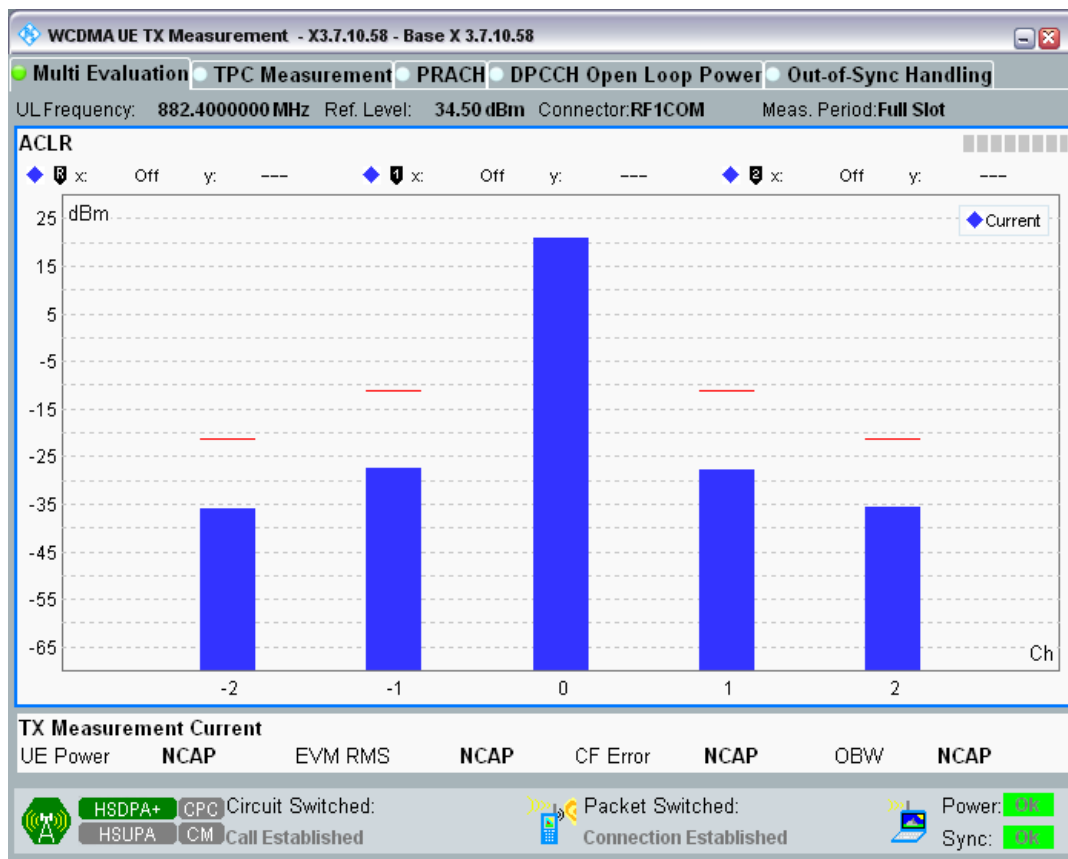 WCDMA UE TX Measurement - X3.7.10.58 - Base X 3.7.10.58
Multi Evaluation TPC Measurement PRACH DPCCH Open Loop Power Out-of-Sync Handling
UL Frequency: 882.4000000 MHz Ref. Level: 34.50 dBm Connector:RF1COM Meas. Period:Full Slot
ACLR
R x: Off y: --- 1 x: Off y: --- 2 x: Off y: ---
dBm
Current
25
15
5
-5
-15
-25
-35
-45
-55
-65
Ch
-2 -1 0 1 2
TX Measurement Current
UE Power NCAP EVM RMS NCAP CF Error NCAP OBW NCAP
HSDPA+ CPC Circuit Switched: Packet Switched: Power: OK
HSUPA CM Call Established Connection Established Sync: OK